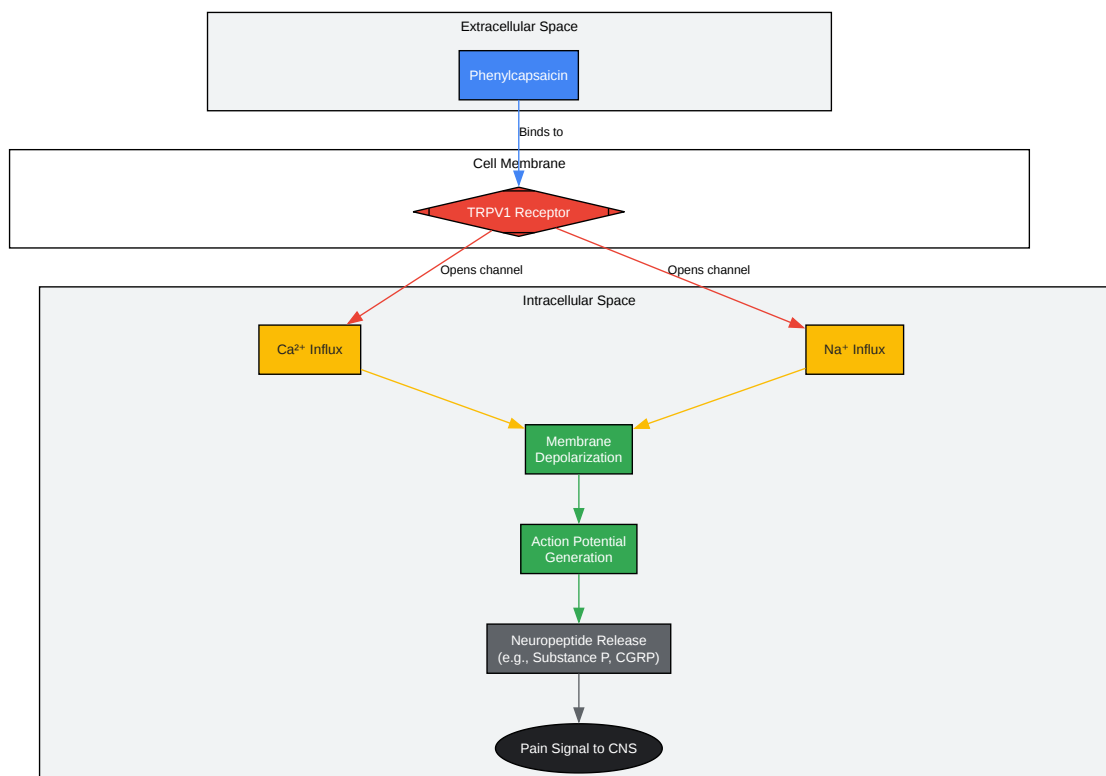 Extracellular Space
Phenylcapsaicin
Binds to
Cell Membrane
TRPV1 Receptor
Opens channel
Opens channel
Intracellular Space
Ca²⁺ Influx
Na⁺ Influx
Membrane
Depolarization
Action Potential
Generation
Neuropeptide Release
(e.g., Substance P, CGRP)
Pain Signal to CNS